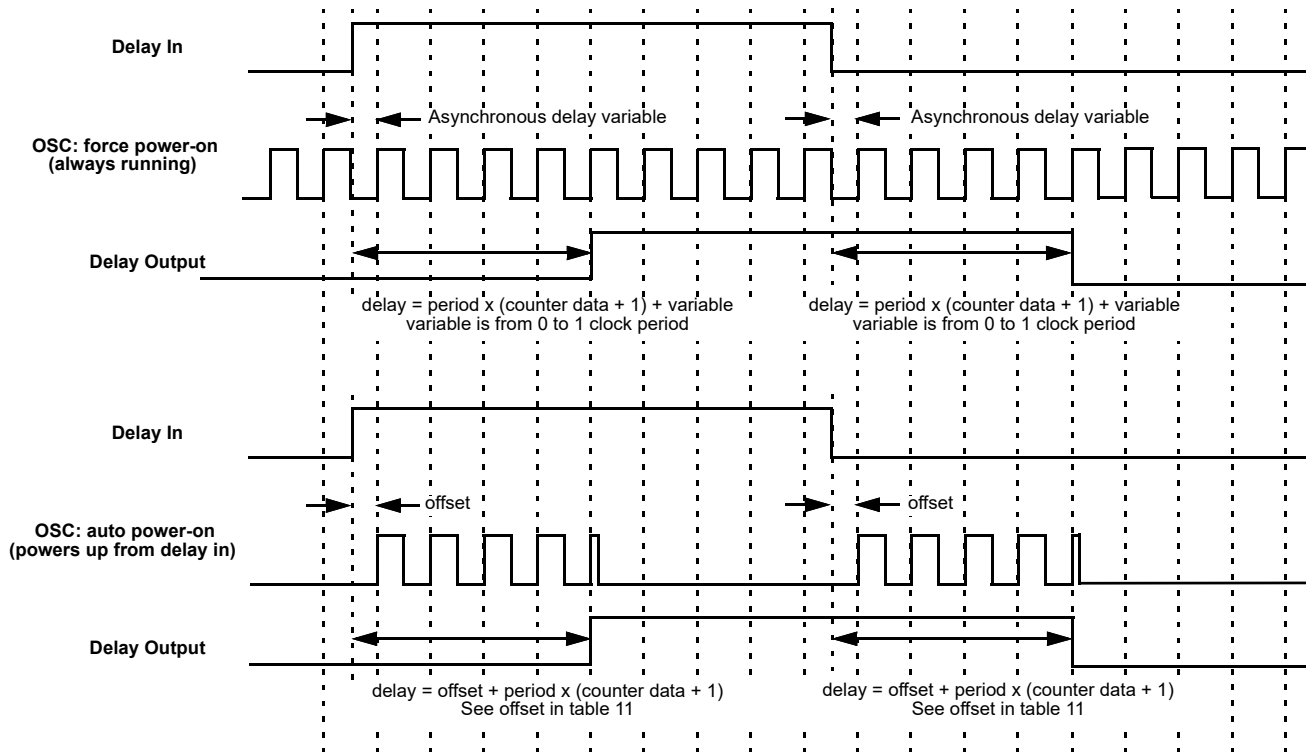 Delay In
Asynchronous delay variable
Asynchronous delay variable
OSC: force power-on
(always running)
Delay Output
delay = period x (counter data + 1) + variable
variable is from 0 to 1 clock period
delay = period x (counter data + 1) + variable
variable is from 0 to 1 clock period
Delay In
offset
offset
OSC: auto power-on
(powers up from delay in)
Delay Output
delay = offset + period x (counter data + 1)
See offset in table 11
delay = offset + period x (counter data + 1)
See offset in table 11